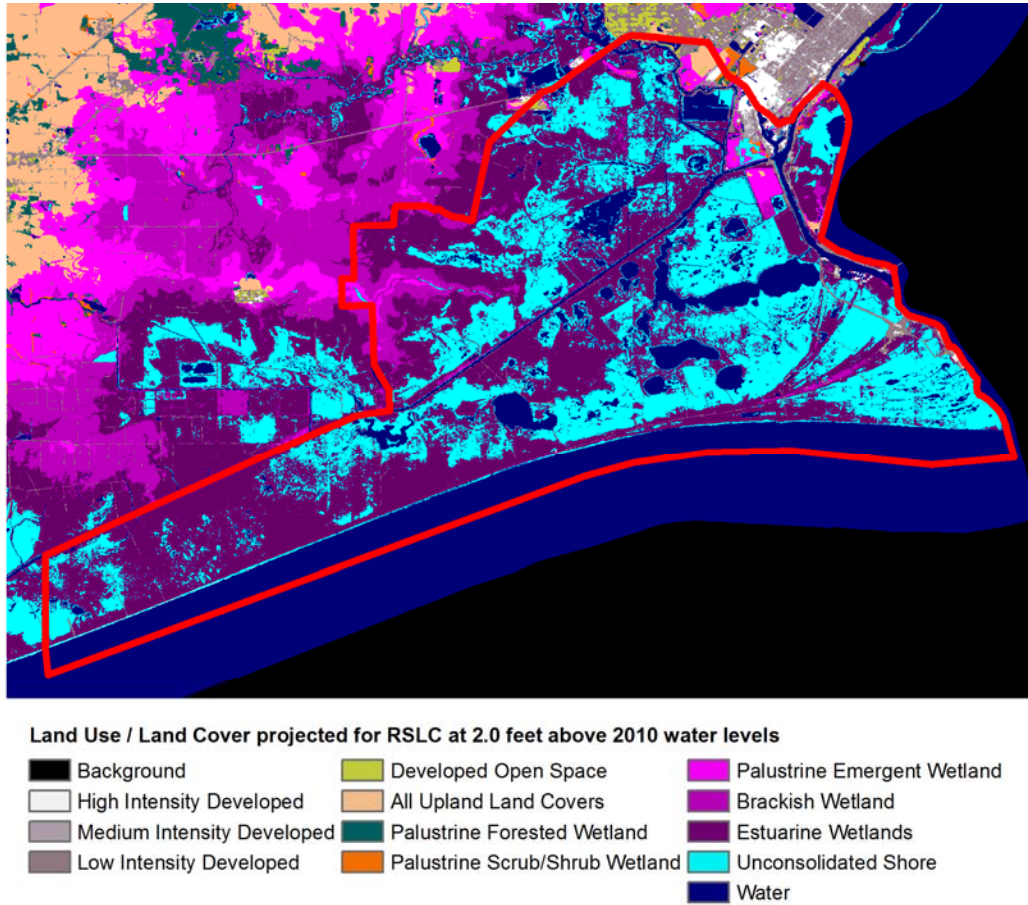 Land Use / Land Cover projected for RSLC at 2.0 feet above 2010 water levels
Background
High Intensity Developed
Medium Intensity Developed
Low Intensity Developed
Developed Open Space
All Upland Land Covers
Palustrine Forested Wetland
Palustrine Scrub/Shrub Wetland
Palustrine Emergent Wetland
Brackish Wetland
Estuarine Wetlands
Unconsolidated Shore
Water